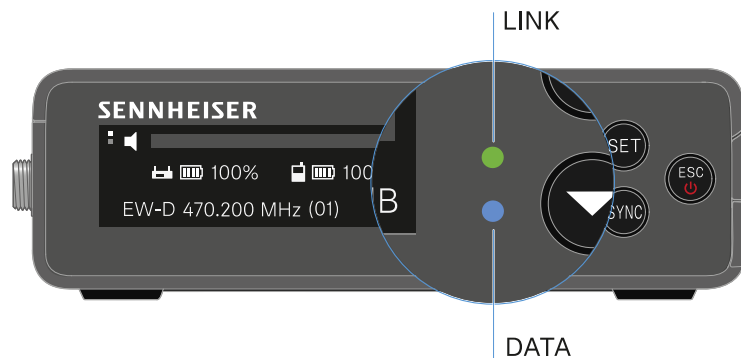 LINK
SENNHEISER
SET
ESC
100% 100
EW-D 470.200 MHz (01) B
SYNC
DATA